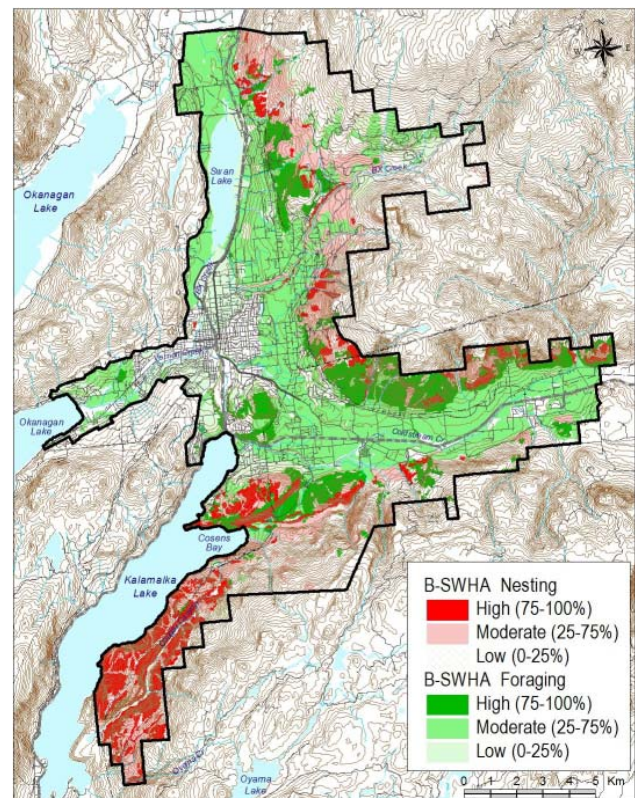 N
W
E
S
Okanagan
Lake
Swan
Lake
BX Creek
Okanagan
Lake
Coldstream Cr
Cosens
Bay
Kalamalka
Lake
Oyama
Lake
B-SWHA Nesting
High (75-100%)
Moderate (25-75%)
Low (0-25%)
B-SWHA Foraging
High (75-100%)
Moderate (25-75%)
Low (0-25%)
0 1 2 3 4 5 Km